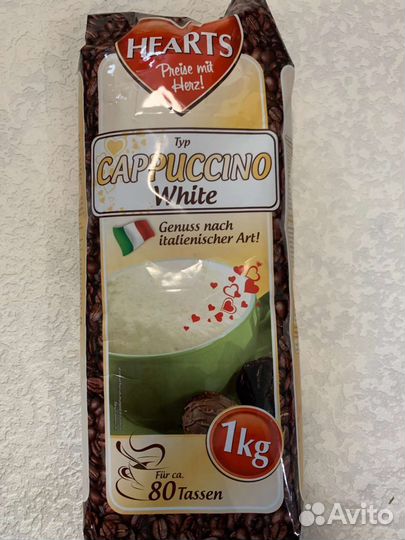 HEARTS
Preise mit
Herz!
Typ
CAPPUCCINO
White
Genuss nach
italienischer Art!
1kg
Für ca.
80 Tassen
Avito